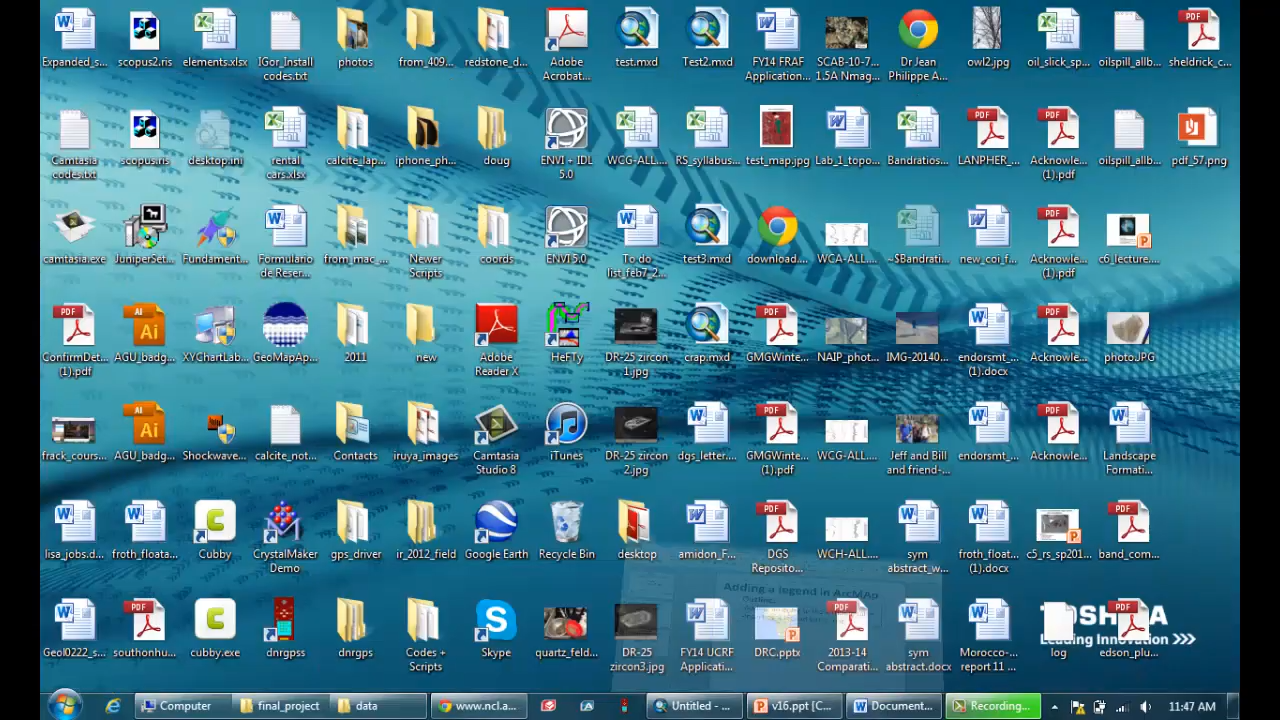 Expanded_s... scopus2.ris elements.xlsx IGor_Install codes.txt photos from_409... redstone_d... Adobe Acrobat... test.mxd Test2.mxd FY14 FRAF Application... SCAB-10-7... 1.5A Nmag... Dr Jean Philippe A... owl2.jpg oil_slick_sp... oilspill_allb... sheldrick_c...
Camtasia codes.txt scopus.ris desktop.ini rental cars.xlsx calcite_lap... iphone_ph... doug ENVI + IDL 5.0 WCG-ALL.... RS_syllabus... test_map.jpg Lab_1_topo... Bandratios... LANPHER_... Acknowle... (1).pdf oilspill_allb... pdf_57.png
camtasia.exe JuniperSet... Fundament... Formulario de Reser... from_mac_... Newer Scripts coords ENVI 5.0 To do list_feb7_2... test3.mxd download.... WCA-ALL.... ~$Bandrati... new_coi_f... Acknowle... (1).pdf c6_lecture....
ConfirmDet... (1).pdf AGU_badg... XYChartLab... GeoMapAp... 2011 new Adobe Reader X HeFTy DR-25 zircon 1.jpg crap.mxd GMGWinte... NAIP_phot... IMG-20140... endorsmt_... (1).docx Acknowle... photo.JPG
frack_cours... AGU_badg... Shockwave... calcite_not... Contacts iruya_images Camtasia Studio 8 iTunes DR-25 zircon 2.jpg dgs_letter.... GMGWinte... (1).pdf WCG-ALL.... Jeff and Bill and friend-... endorsmt_... Acknowle... Landscape Formati...
lisa_jobs.d... froth_floata... Cubby CrystalMaker Demo gps_driver ir_2012_field Google Earth Recycle Bin desktop amidon_F... DGS Reposito... WCH-ALL.... sym abstract_w... froth_float... (1).docx c5_rs_sp201... band_com...
Adding a legend in ArcMap
Outline
Geol0222_s... southonhu... cubby.exe dnrgpss dnrgps Codes + Scripts Skype quartz_feld... DR-25 zircon3.jpg FY14 UCRF Applicati... DRC.pptx 2013-14 Comparati... sym abstract.docx Morocco-... report 11 ... log edson_plu...
Leading Innovation >>>
Computer final_project data www.ncl.a... Untitled - ... v16.ppt [C... Document... Recording... 11:47 AM